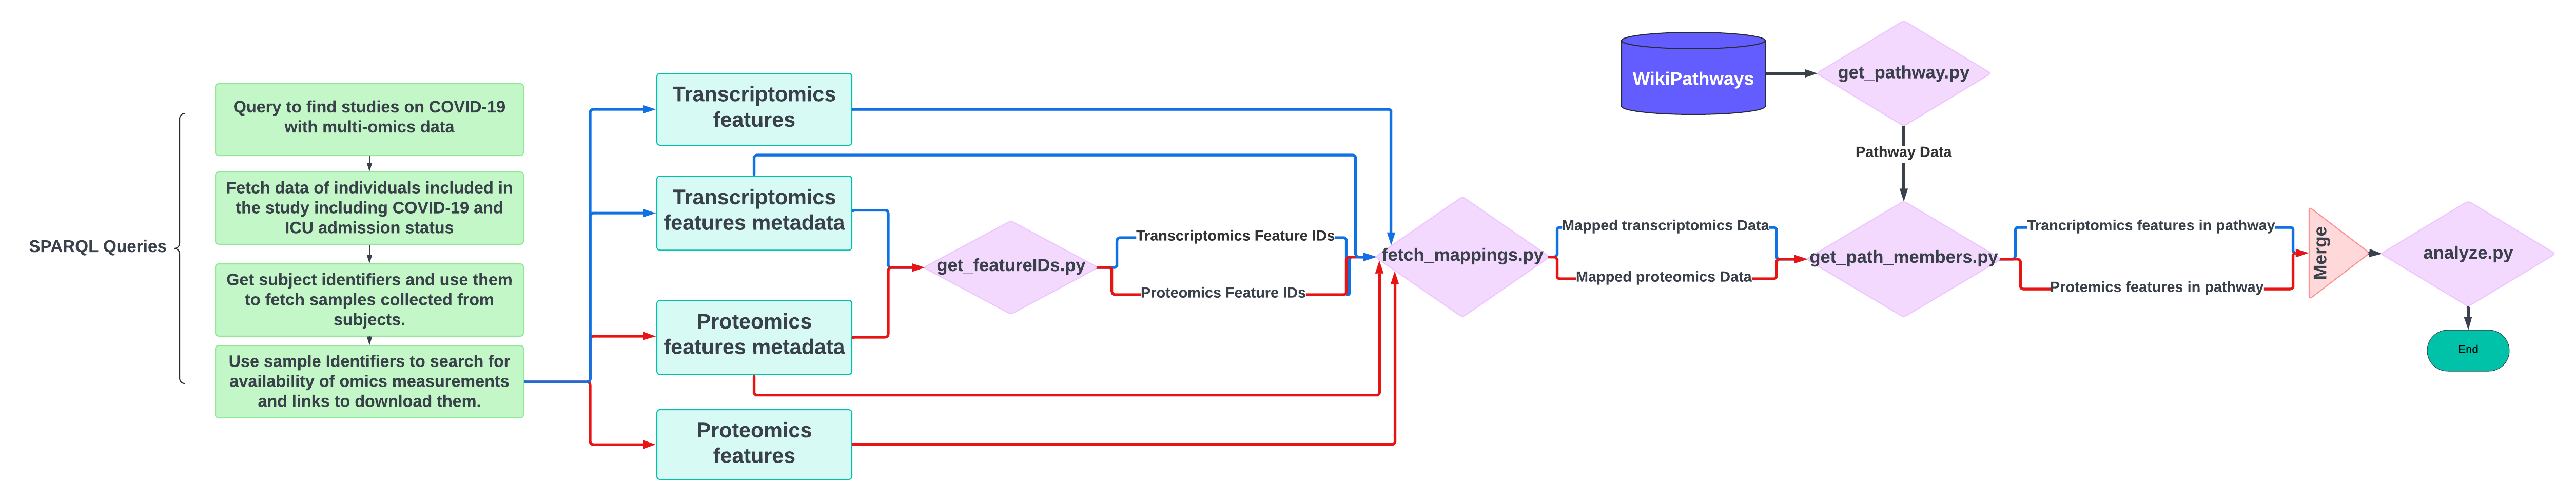 SPARQL Queries
Query to find studies on COVID-19
with multi-omics data
Fetch data of individuals included in
the study including COVID-19 and
ICU admission status
Get subject identifiers and use them
to fetch samples collected from
subjects.
Use sample Identifiers to search for
availability of omics measurements
and links to download them.
Transcriptomics
features
Transcriptomics
features metadata
Proteomics
features metadata
Proteomics
features
get_featureIDs.py
Transcriptomics Feature IDs
Proteomics Feature IDs
fetch_mappings.py
Mapped transcriptomics Data
Mapped proteomics Data
WikiPathways
get_pathway.py
Pathway Data
get_path_members.py
Trancriptomics features in pathway
Protemics features in pathway
Merge
analyze.py
End